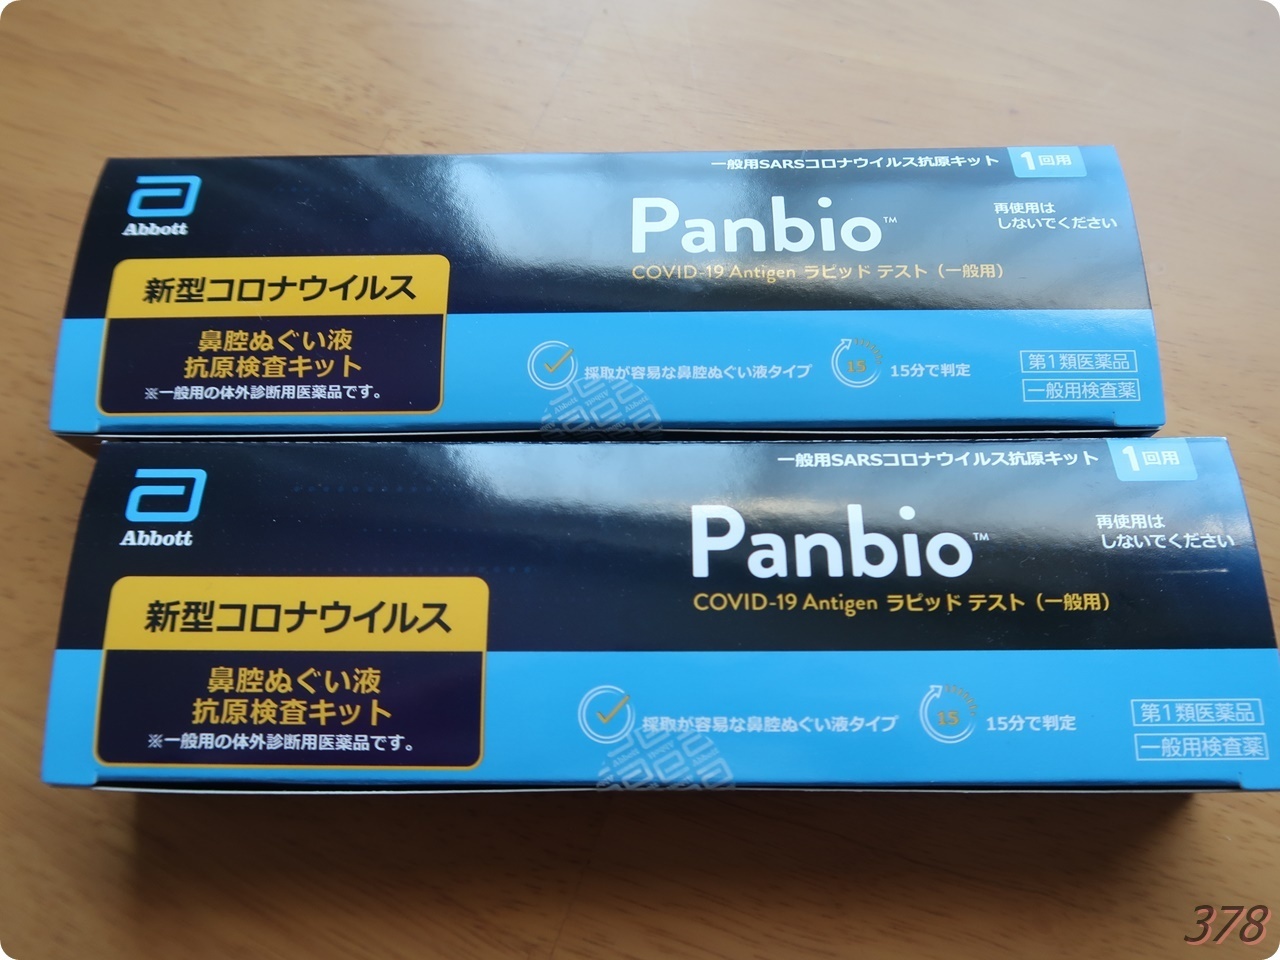 一般用SARSコロナウイルス抗原キット
1回用
Abbott
Panbio™
再使用は
しないでください
COVID-19 Antigen ラピッド テスト（一般用）
新型コロナウイルス
鼻腔ぬぐい液
抗原検査キット
※一般用の体外診断用医薬品です。
採取が容易な鼻腔ぬぐい液タイプ
15
15分で判定
第1類医薬品
一般用検査薬
一般用SARSコロナウイルス抗原キット
1回用
Abbott
Panbio™
再使用は
しないでください
COVID-19 Antigen ラピッド テスト（一般用）
新型コロナウイルス
鼻腔ぬぐい液
抗原検査キット
※一般用の体外診断用医薬品です。
採取が容易な鼻腔ぬぐい液タイプ
15
15分で判定
第1類医薬品
一般用検査薬
378